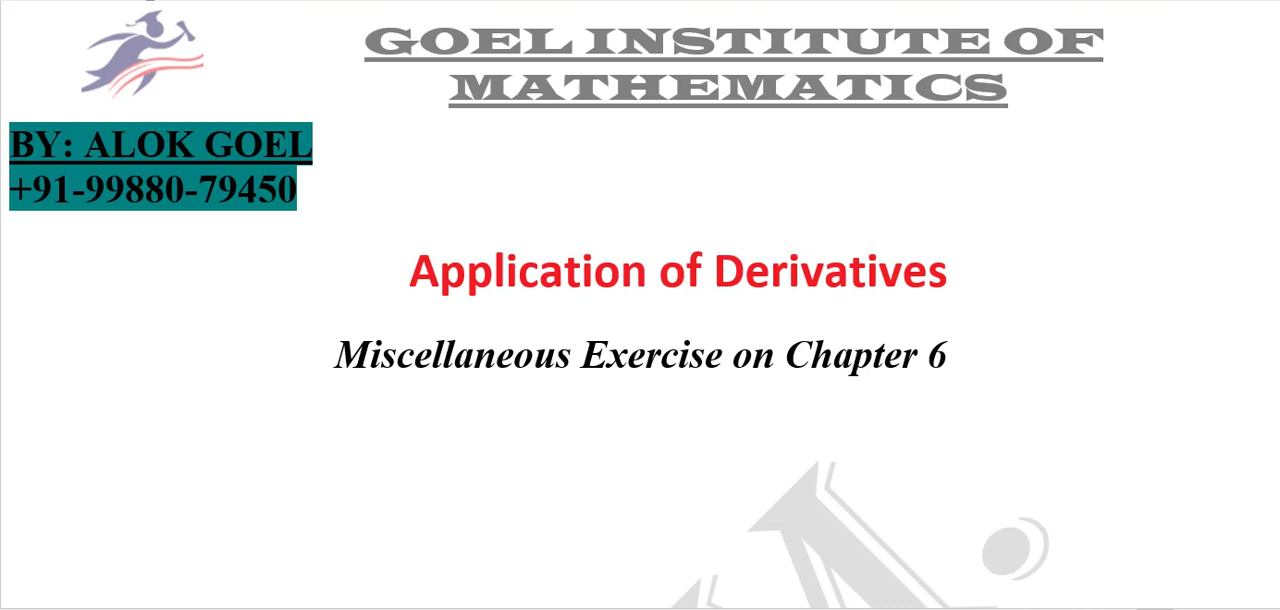 GOEL INSTITUTE OF
MATHEMATICS
BY: ALOK GOEL
+91-99880-79450
Application of Derivatives
Miscellaneous Exercise on Chapter 6